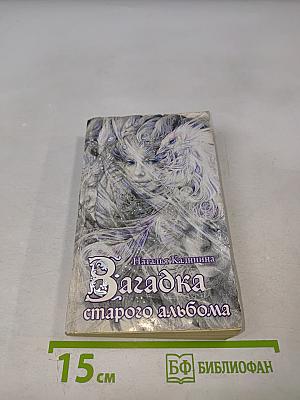 Наталья Калинина
Загадка
старого альбома
15 см
БФ БИБЛИОФАН